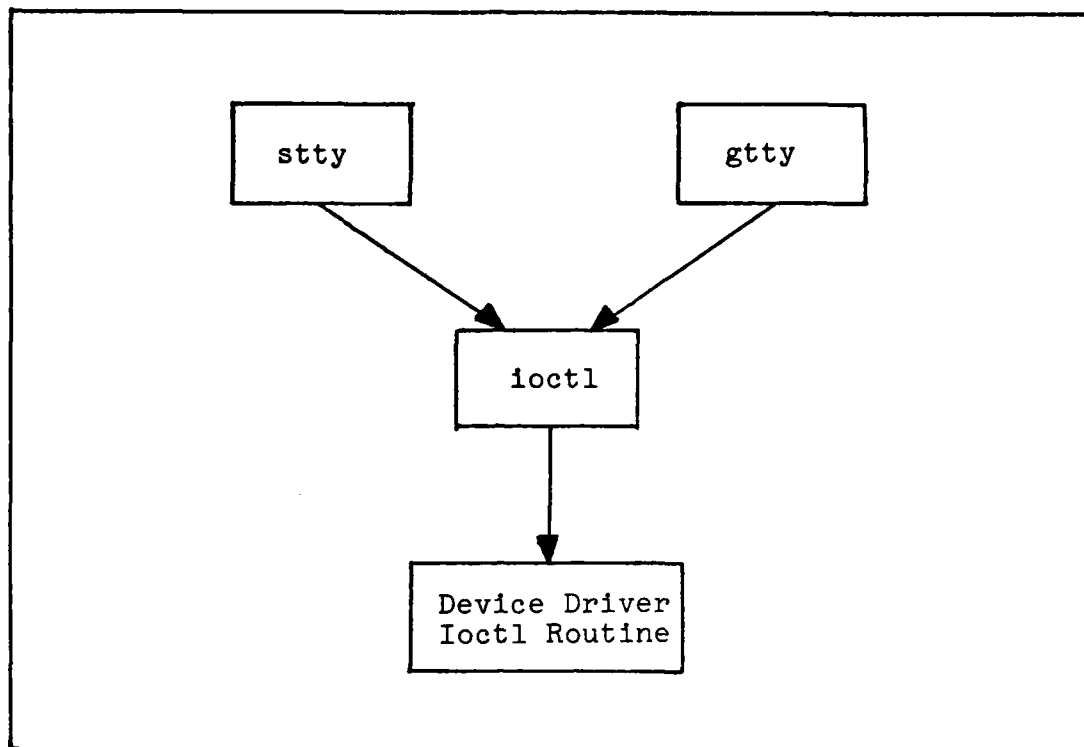 stty
gtty
ioctl
Device Driver
Ioctl Routine